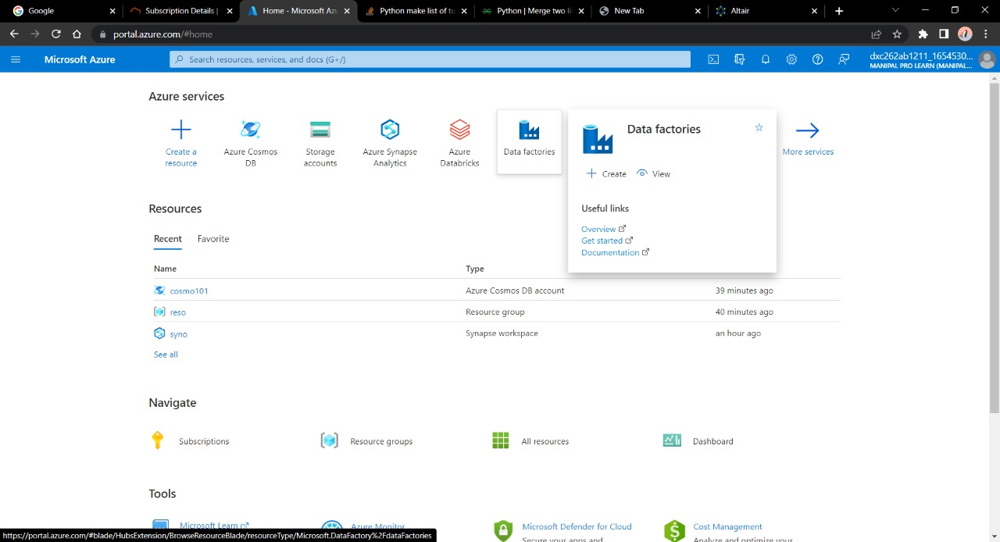 Google
Subscription Details |
Home - Microsoft Azu
Python make list of tu
Python | Merge two li
New Tab
Altair
portal.azure.com/#home
Microsoft Azure
Search resources, services, and docs (G+/)
dxc262ab1211_1654530...
MANIPAL PRO LEARN (MANIPAL...
Azure services
Create a resource
Azure Cosmos DB
Storage accounts
Azure Synapse Analytics
Azure Databricks
Data factories
Data factories
More services
Create
View
Useful links
Overview
Get started
Documentation
Resources
Recent
Favorite
Name
Type
cosmo101
Azure Cosmos DB account
39 minutes ago
reso
Resource group
40 minutes ago
syno
Synapse workspace
an hour ago
See all
Navigate
Subscriptions
Resource groups
All resources
Dashboard
Tools
Microsoft Learn
Azure Monitor
Microsoft Defender for Cloud
Secure your apps and
Cost Management
Analyze and optimize your
https://portal.azure.com/#blade/HubsExtension/BrowseResourceBlade/resourceType/Microsoft.DataFactory%2FdataFactories